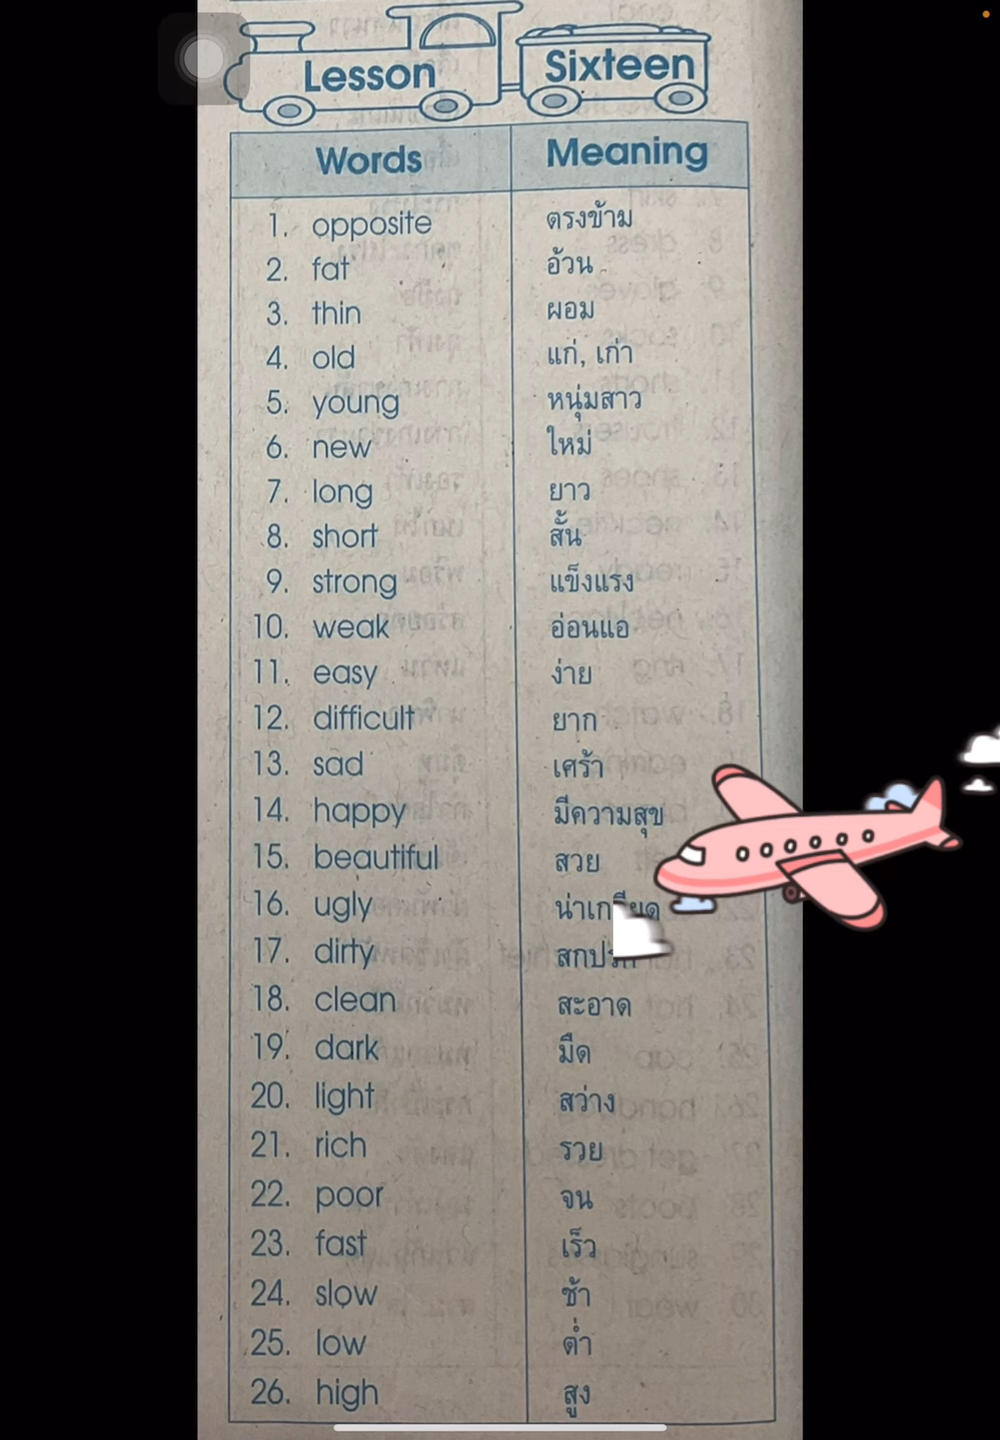 Lesson Sixteen
Words Meaning
1. opposite ตรงข้าม
2. fat อ้วน
3. thin ผอม
4. old แก่, เก่า
5. young หนุ่มสาว
6. new ใหม่
7. long ยาว
8. short สั้น
9. strong แข็งแรง
10. weak อ่อนแอ
11. easy ง่าย
12. difficult ยาก
13. sad เศร้า
14. happy มีความสุข
15. beautiful สวย
16. ugly
17. dirty
18. clean สะอาด
19. dark มืด
20. light สว่าง
21. rich รวย
22. poor จน
23. fast เร็ว
24. slow ช้า
25. low ต่ำ
26. high สูง